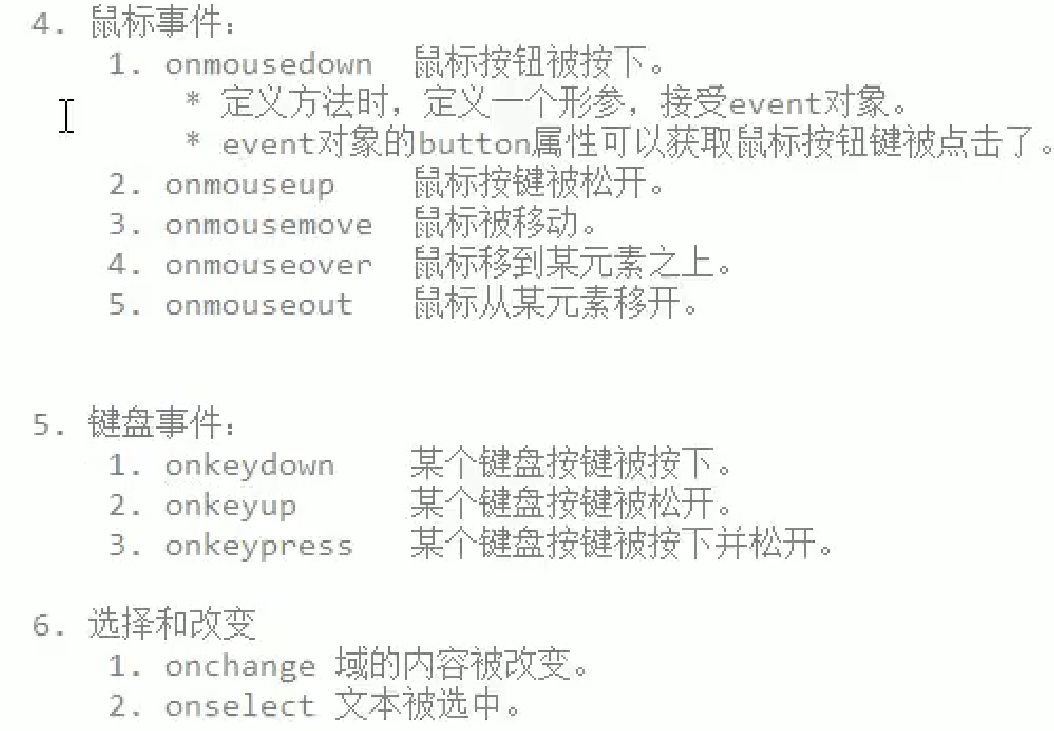 4. 鼠标事件：
1. onmousedown 鼠标按钮被按下。
* 定义方法时，定义一个形参，接受event对象。
* event对象的button属性可以获取鼠标按钮键被点击了。
2. onmouseup 鼠标按键被松开。
3. onmousemove 鼠标被移动。
4. onmouseover 鼠标移到某元素之上。
5. onmouseout 鼠标从某元素移开。
5. 键盘事件：
1. onkeydown 某个键盘按键被按下。
2. onkeyup 某个键盘按键被松开。
3. onkeypress 某个键盘按键被按下并松开。
6. 选择和改变
1. onchange 域的内容被改变。
2. onselect 文本被选中。